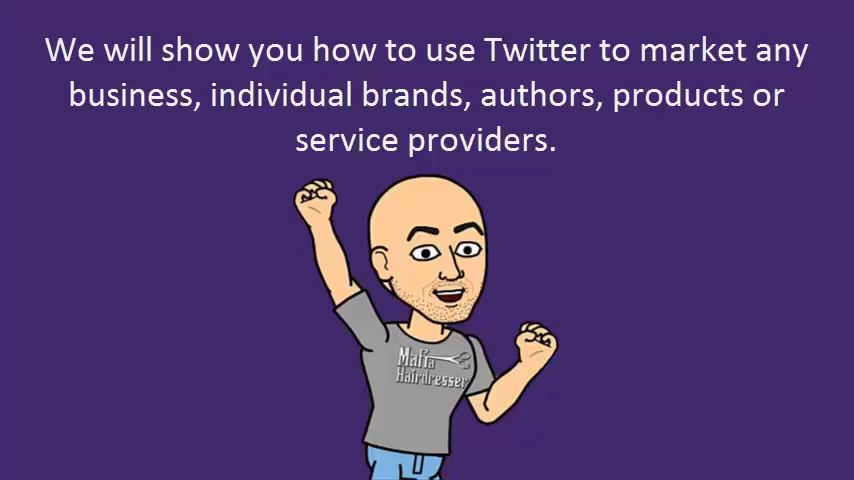 We will show you how to use Twitter to market any
business, individual brands, authors, products or
service providers.
Mafia
Hairdresser